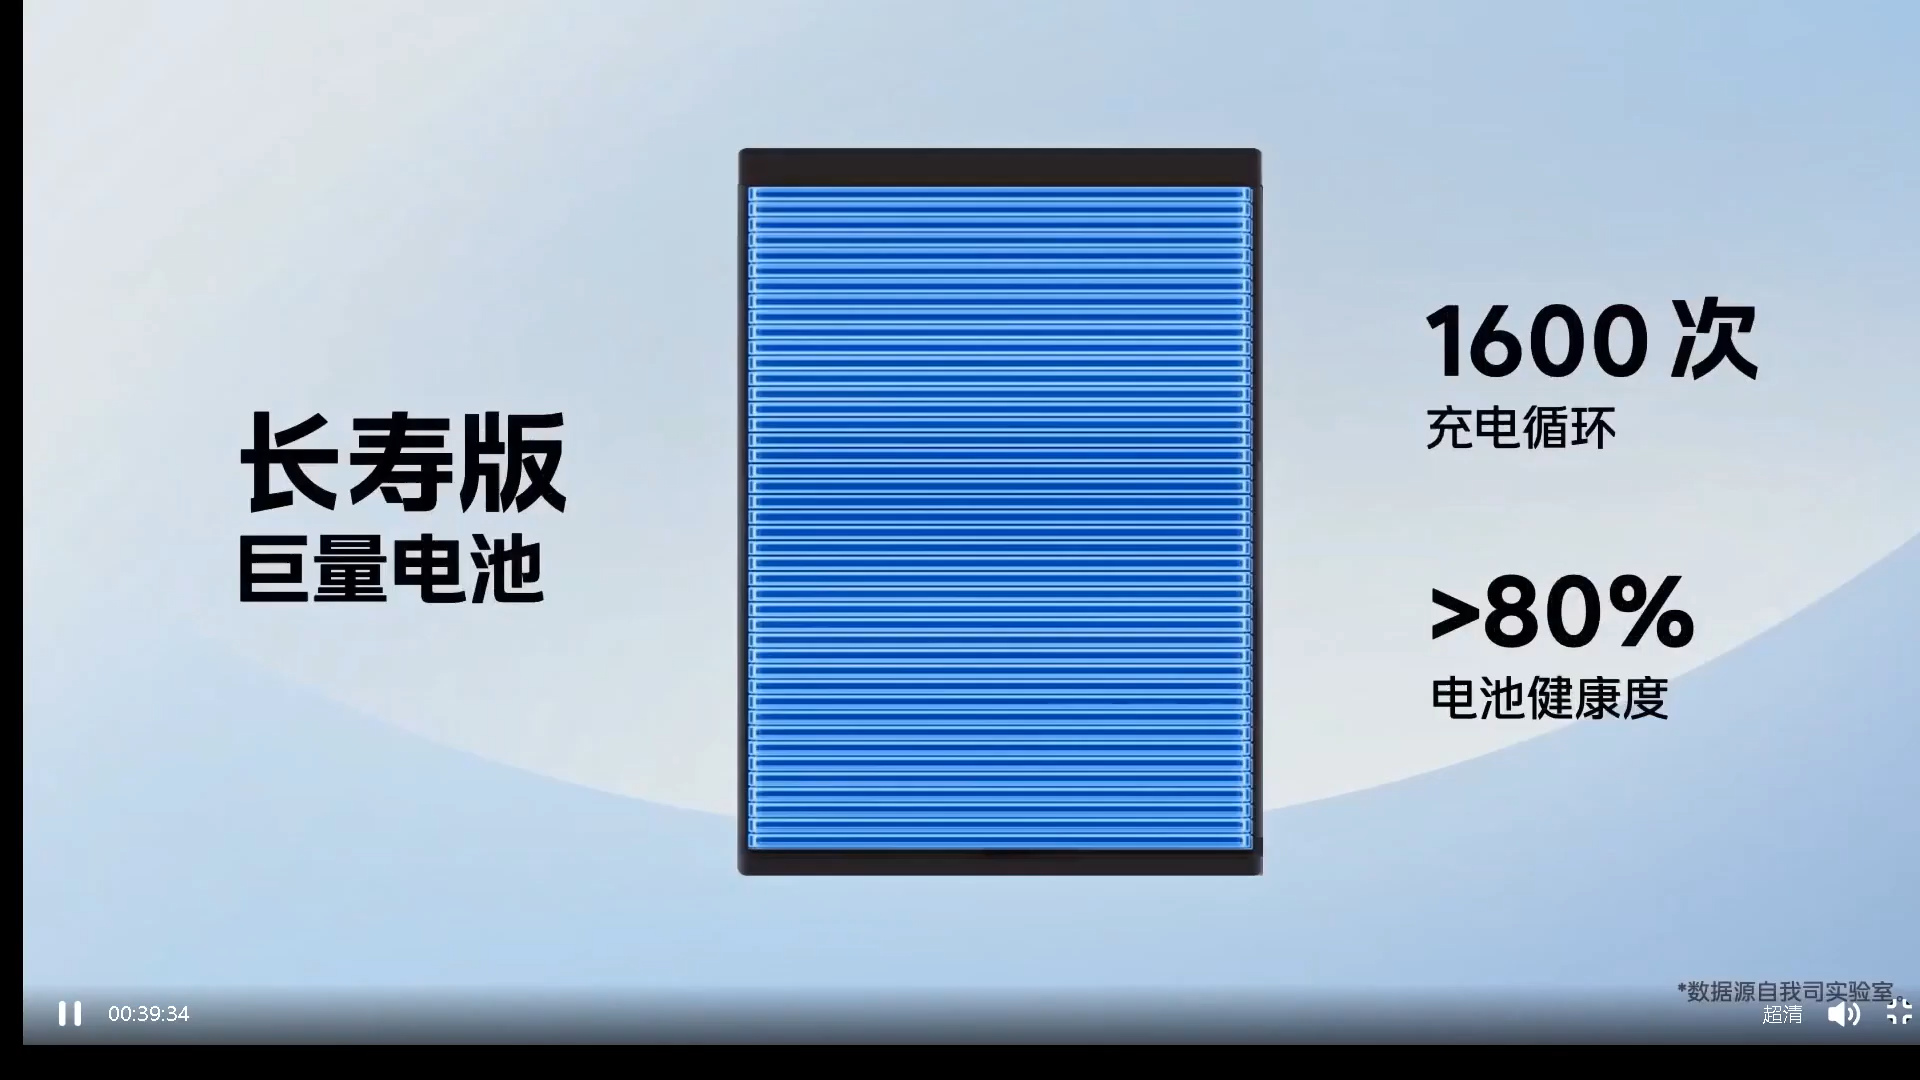 长寿版
巨量电池
1600 次
充电循环
>80%
电池健康度
*数据源自我司实验室。
00:39:34
超清